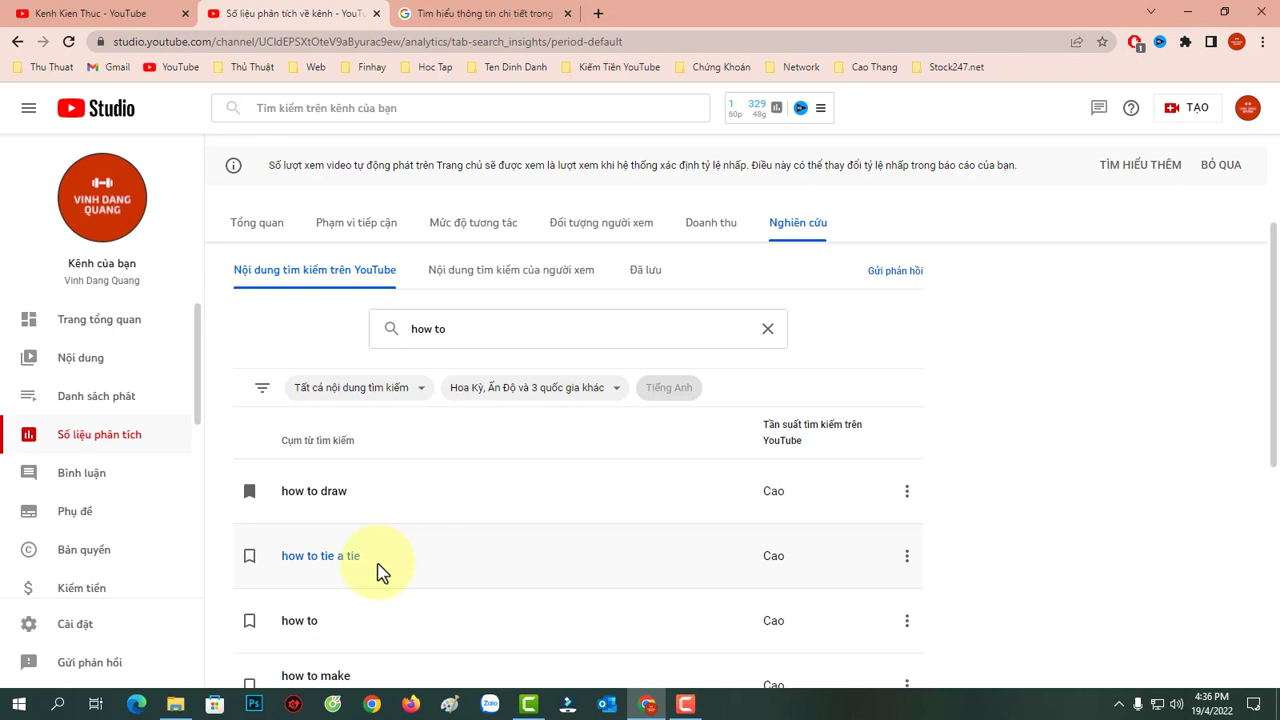 Kenh Kien Thuc - YouTube
Số liệu phân tích về kênh - YouT
Tìm hiểu thông tin chi tiết trong
studio.youtube.com/channel/UCIdEPSXtOteV9aByurac9ew/analytics/tab-search_insights/period-default
1
Thu Thuat
Gmail
YouTube
Thủ Thuật
Web
Finhay
Hoc Tap
Ten Dinh Danh
Kiếm Tiền YouTube
Chứng Khoán
Network
Cao Thang
Stock247.net
Studio
Tìm kiếm trên kênh của bạn
1 329
60p 48g
TẠO
VINH DANG
QUANG
Kênh của bạn
Vinh Dang Quang
Trang tổng quan
Nội dung
Danh sách phát
Số liệu phân tích
Bình luận
Phụ đề
Bản quyền
Kiếm tiền
Cài đặt
Gửi phản hồi
Số lượt xem video tự động phát trên Trang chủ sẽ được xem là lượt xem khi hệ thống xác định tỷ lệ nhấp. Điều này có thể thay đổi tỷ lệ nhấp trong báo cáo của bạn.
TÌM HIỂU THÊM
BỎ QUA
Tổng quan
Phạm vi tiếp cận
Mức độ tương tác
Đối tượng người xem
Doanh thu
Nghiên cứu
Nội dung tìm kiếm trên YouTube
Nội dung tìm kiếm của người xem
Đã lưu
Gửi phản hồi
how to
Tất cả nội dung tìm kiếm
Hoa Kỳ, Ấn Độ và 3 quốc gia khác
Tiếng Anh
Cụm từ tìm kiếm
Tần suất tìm kiếm trên
YouTube
how to draw
Cao
how to tie a tie
Cao
how to
Cao
how to make
Cao
Zalo
4:36 PM
19/4/2022